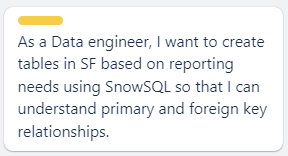 As a Data engineer, I want to create
tables in SF based on reporting
needs using SnowSQL so that I can
understand primary and foreign key
relationships.